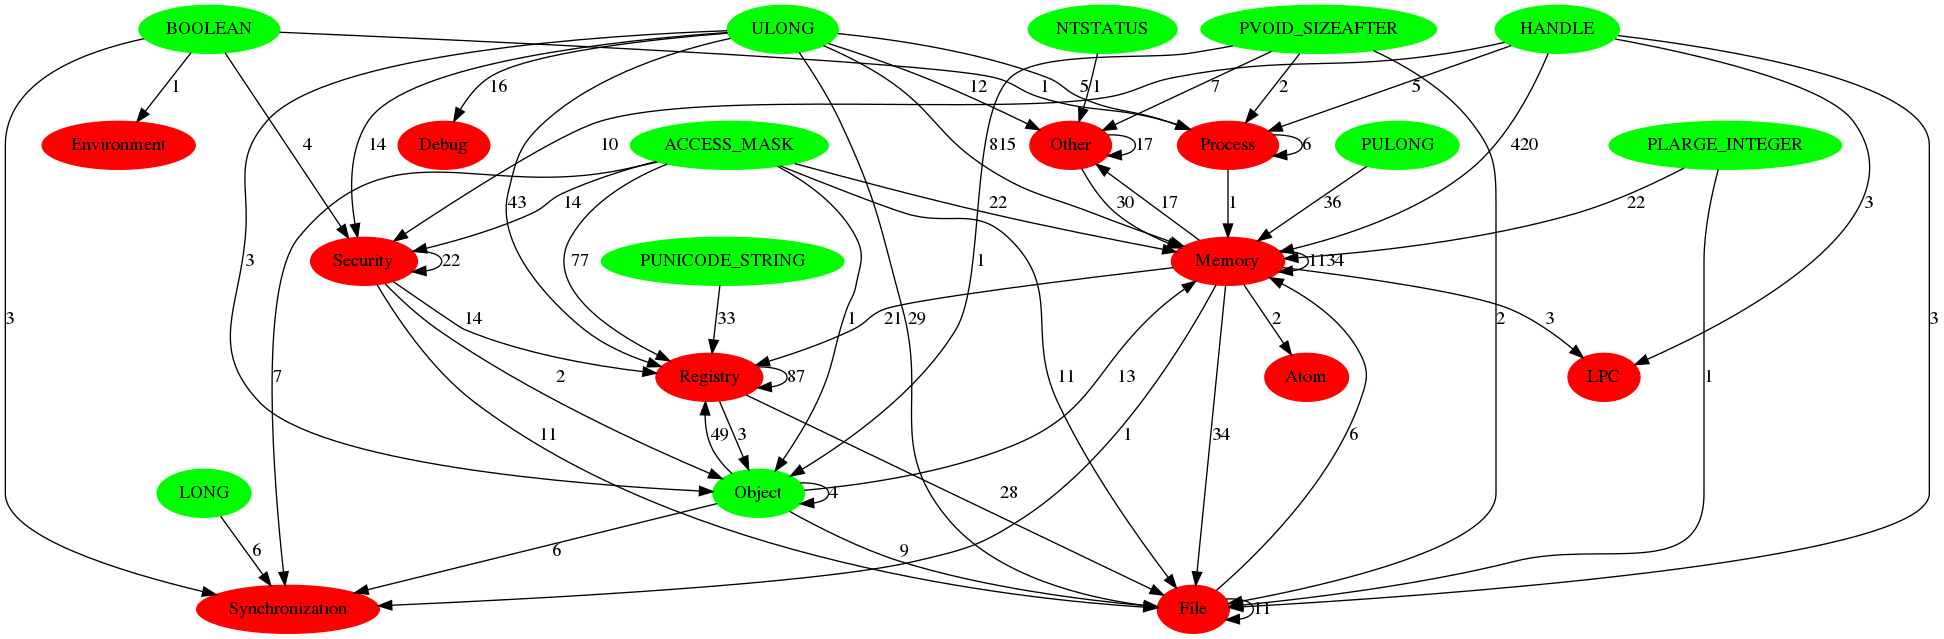 BOOLEAN ULONG NTSTATUS PVOID_SIZEAFTER HANDLE
1 16 12 1 1 5 7 2 5
Environment 4 14 Debug 10 ACCESS_MASK Other 17 Process 6 PULONG PLARGE_INTEGER
815 420
43 14 22 1 30 17 1 36 22 3
3 Security 22 77 PUNICODE_STRING Memory 1134
3 14 33 1 21 29 34 2 3 2 1 3
7 2 Registry 87 11 13 Atom LPC
11 49 3 1 6
LONG Object 4 28
6 6 9
Synchronization File 11